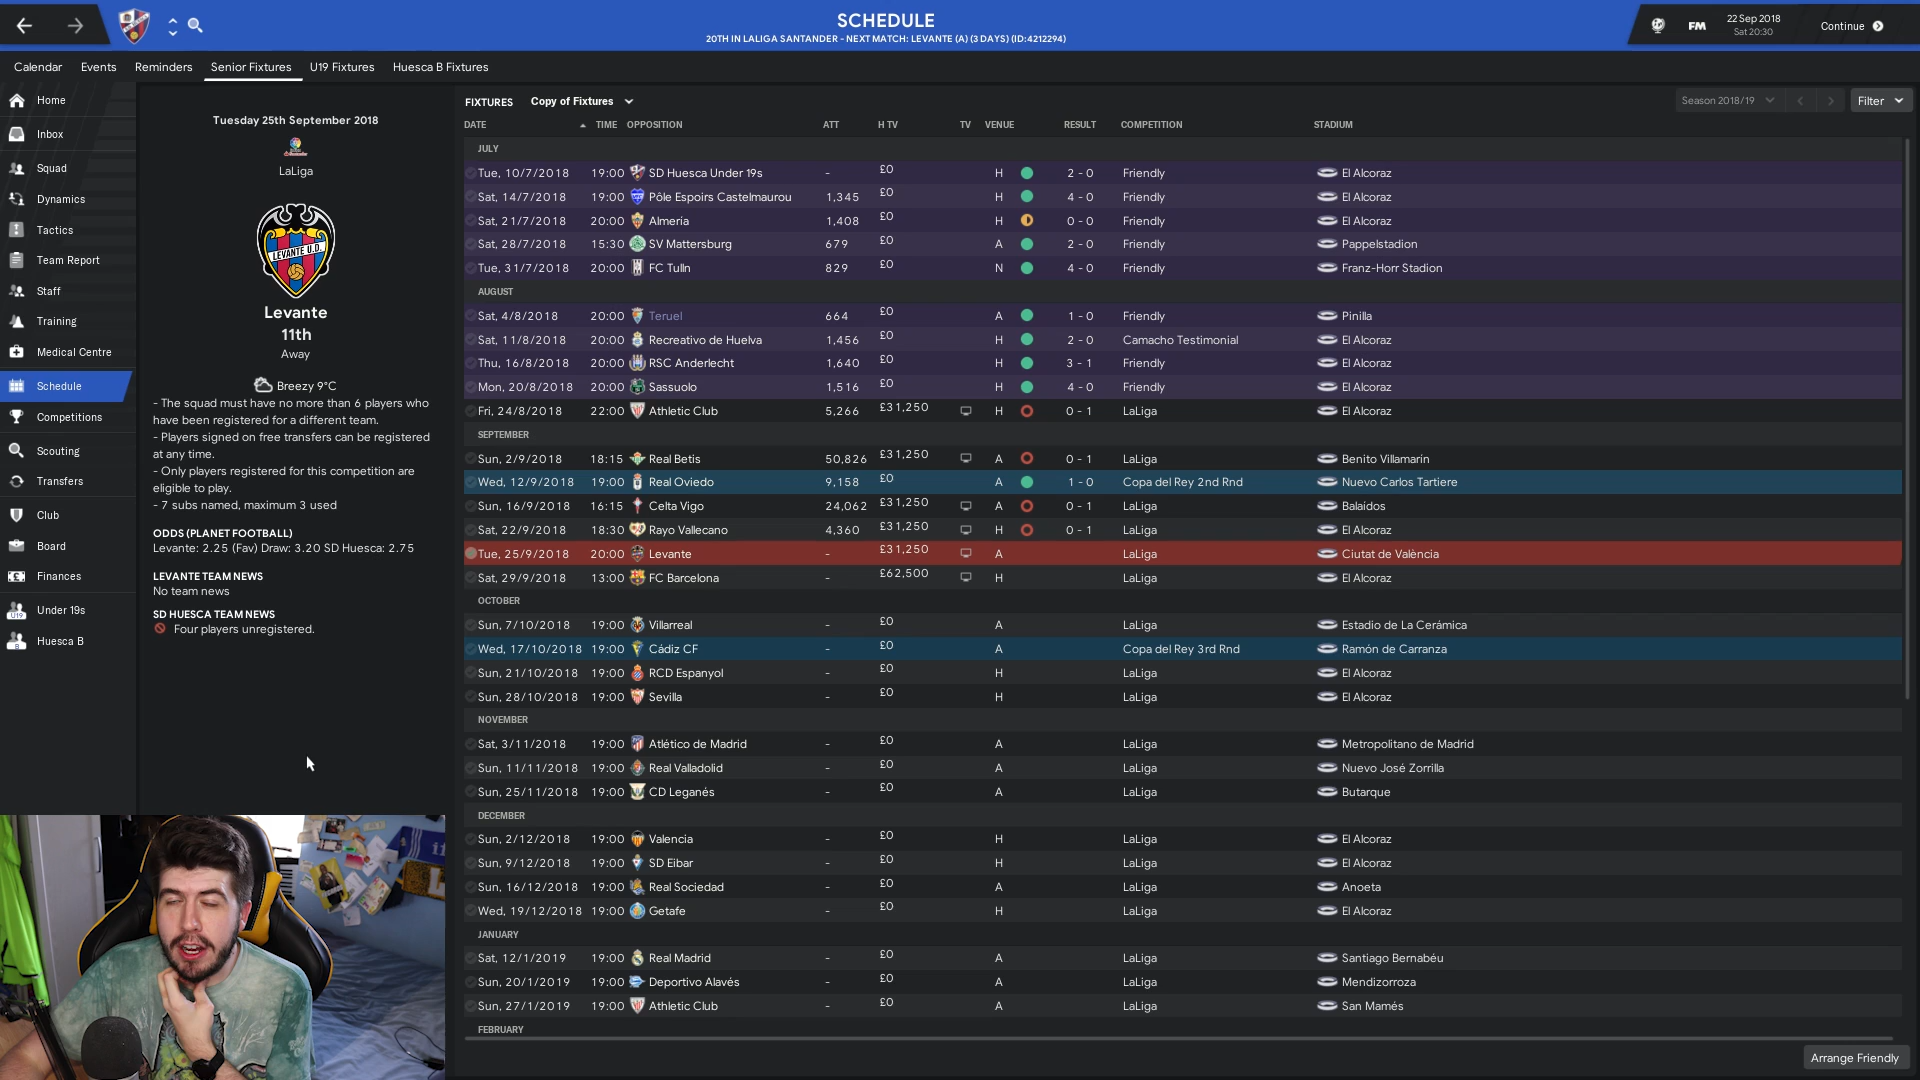 SCHEDULE
20TH IN LALIGA SANTANDER - NEXT MATCH: LEVANTE (A) (3 DAYS) (ID:4212294)
FM
22 Sep 2018
Sat 20:30
Continue
Calendar Events Reminders Senior Fixtures U19 Fixtures Huesca B Fixtures
Home
Inbox
Squad
Dynamics
Tactics
Team Report
Staff
Training
Medical Centre
Schedule
Competitions
Scouting
Transfers
Club
Board
Finances
Under 19s
Huesca B
Tuesday 25th September 2018
LaLiga
LEVANTE U.D.
Levante
11th
Away
Breezy 9°C
- The squad must have no more than 6 players who
have been registered for a different team.
- Players signed on free transfers can be registered
at any time.
- Only players registered for this competition are
eligible to play.
- 7 subs named, maximum 3 used
ODDS (PLANET FOOTBALL)
Levante: 2.25 (Fav) Draw: 3.20 SD Huesca: 2.75
LEVANTE TEAM NEWS
No team news
SD HUESCA TEAM NEWS
Four players unregistered.
FIXTURES Copy of Fixtures
Season 2018/19
Filter
DATE TIME OPPOSITION ATT H TV TV VENUE RESULT COMPETITION STADIUM
JULY
Tue, 10/7/2018 19:00 SD Huesca Under 19s - £0 H 2 - 0 Friendly El Alcoraz
Sat, 14/7/2018 19:00 Pôle Espoirs Castelmaurou 1,345 £0 H 4 - 0 Friendly El Alcoraz
Sat, 21/7/2018 20:00 Almería 1,408 £0 H 0 - 0 Friendly El Alcoraz
Sat, 28/7/2018 15:30 SV Mattersburg 679 £0 A 2 - 0 Friendly Pappelstadion
Tue, 31/7/2018 20:00 FC Tulln 829 £0 N 4 - 0 Friendly Franz-Horr Stadion
AUGUST
Sat, 4/8/2018 20:00 Teruel 664 £0 A 1 - 0 Friendly Pinilla
Sat, 11/8/2018 20:00 Recreativo de Huelva 1,456 £0 H 2 - 0 Camacho Testimonial El Alcoraz
Thu, 16/8/2018 20:00 RSC Anderlecht 1,640 £0 H 3 - 1 Friendly El Alcoraz
Mon, 20/8/2018 20:00 Sassuolo 1,516 £0 H 4 - 0 Friendly El Alcoraz
Fri, 24/8/2018 22:00 Athletic Club 5,266 £31,250 H 0 - 1 LaLiga El Alcoraz
SEPTEMBER
Sun, 2/9/2018 18:15 Real Betis 50,826 £31,250 A 0 - 1 LaLiga Benito Villamarín
Wed, 12/9/2018 19:00 Real Oviedo 9,158 £0 A 1 - 0 Copa del Rey 2nd Rnd Nuevo Carlos Tartiere
Sun, 16/9/2018 16:15 Celta Vigo 24,062 £31,250 A 0 - 1 LaLiga Balaídos
Sat, 22/9/2018 18:30 Rayo Vallecano 4,360 £31,250 H 0 - 1 LaLiga El Alcoraz
Tue, 25/9/2018 20:00 Levante - £31,250 A LaLiga Ciutat de València
Sat, 29/9/2018 13:00 FC Barcelona - £62,500 H LaLiga El Alcoraz
OCTOBER
Sun, 7/10/2018 19:00 Villarreal - £0 A LaLiga Estadio de La Cerámica
Wed, 17/10/2018 19:00 Cádiz CF - £0 A Copa del Rey 3rd Rnd Ramón de Carranza
Sun, 21/10/2018 19:00 RCD Espanyol - £0 H LaLiga El Alcoraz
Sun, 28/10/2018 19:00 Sevilla - £0 H LaLiga El Alcoraz
NOVEMBER
Sat, 3/11/2018 19:00 Atlético de Madrid - £0 A LaLiga Metropolitano de Madrid
Sun, 11/11/2018 19:00 Real Valladolid - £0 A LaLiga Nuevo José Zorrilla
Sun, 25/11/2018 19:00 CD Leganés - £0 A LaLiga Butarque
DECEMBER
Sun, 2/12/2018 19:00 Valencia - £0 H LaLiga El Alcoraz
Sun, 9/12/2018 19:00 SD Eibar - £0 H LaLiga El Alcoraz
Sun, 16/12/2018 19:00 Real Sociedad - £0 A LaLiga Anoeta
Wed, 19/12/2018 19:00 Getafe - £0 H LaLiga El Alcoraz
JANUARY
Sat, 12/1/2019 19:00 Real Madrid - £0 A LaLiga Santiago Bernabéu
Sun, 20/1/2019 19:00 Deportivo Alavés - £0 A LaLiga Mendizorroza
Sun, 27/1/2019 19:00 Athletic Club - £0 A LaLiga San Mamés
FEBRUARY
Arrange Friendly